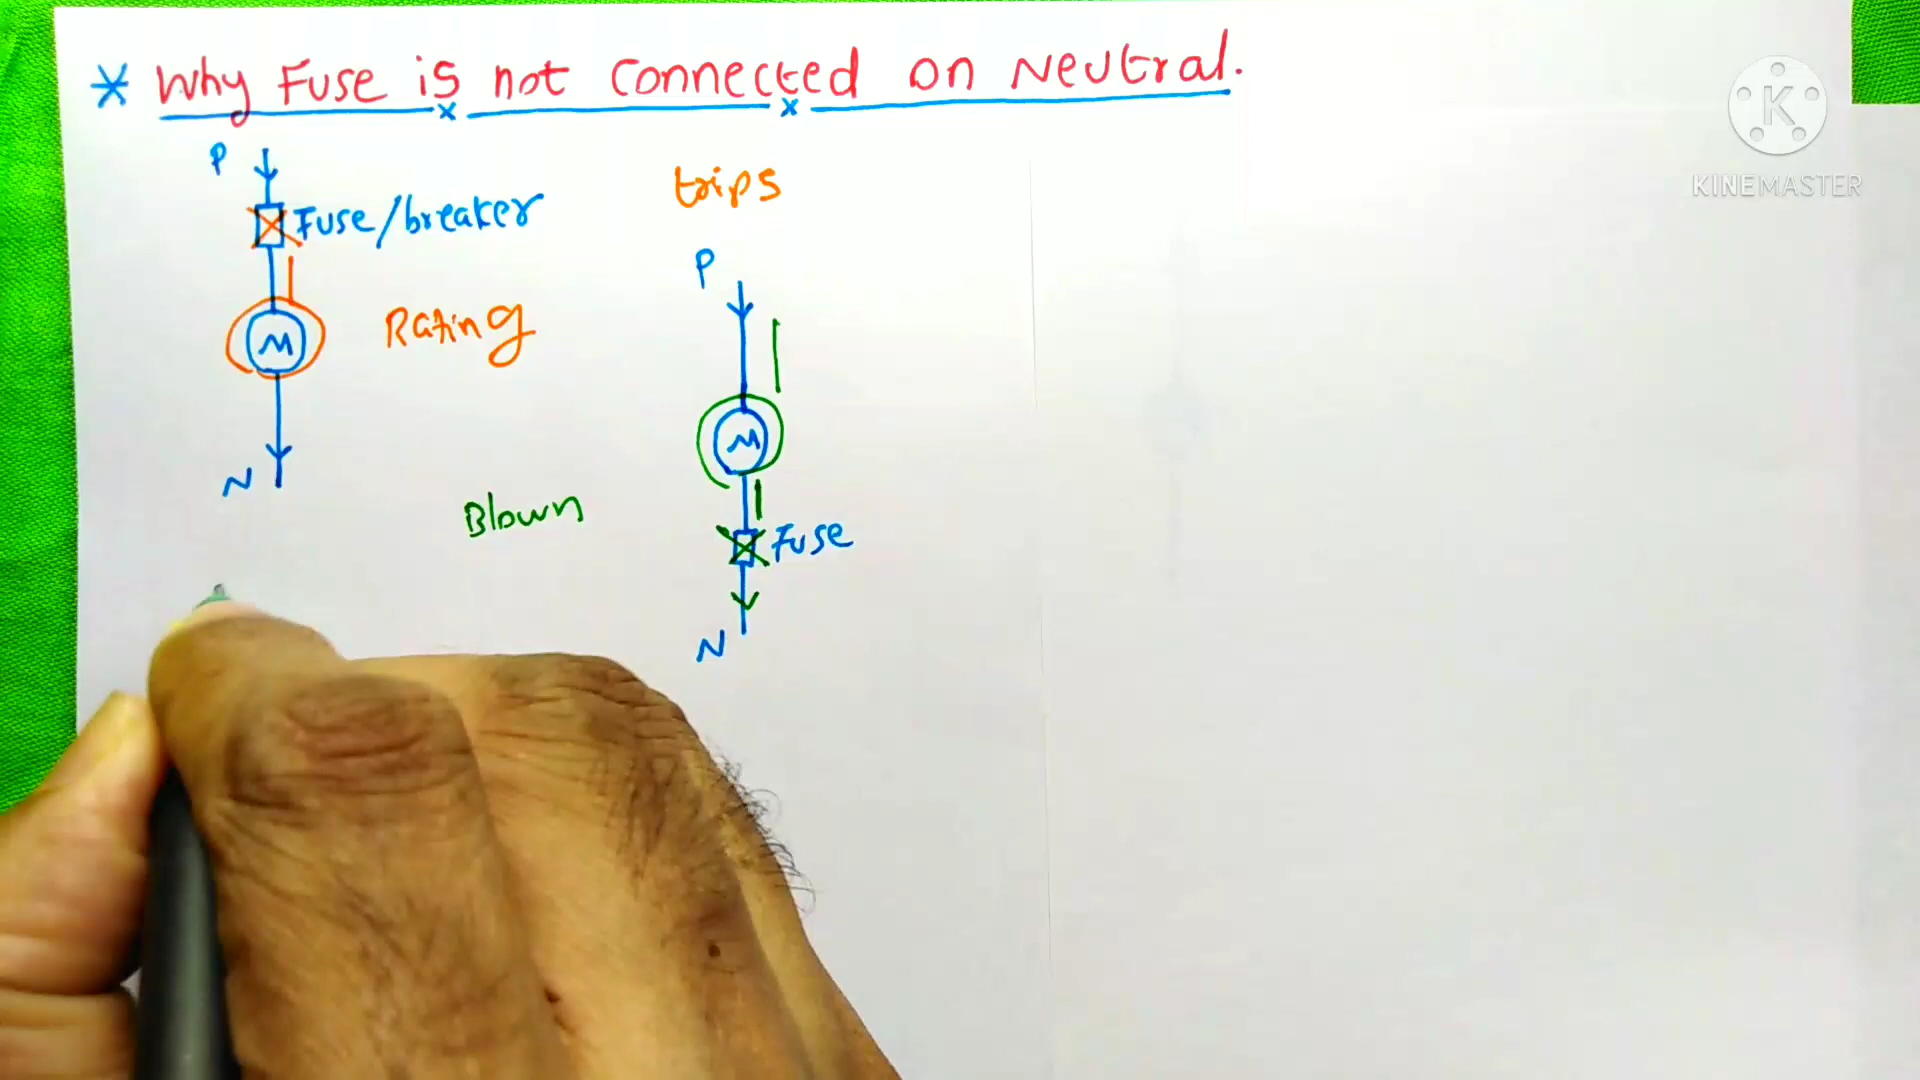 * Why Fuse is not connected on Neutral.
P
Fuse/breaker
M
Rating
N
trips
P
M
Blown
Fuse
N
K
KINEMASTER